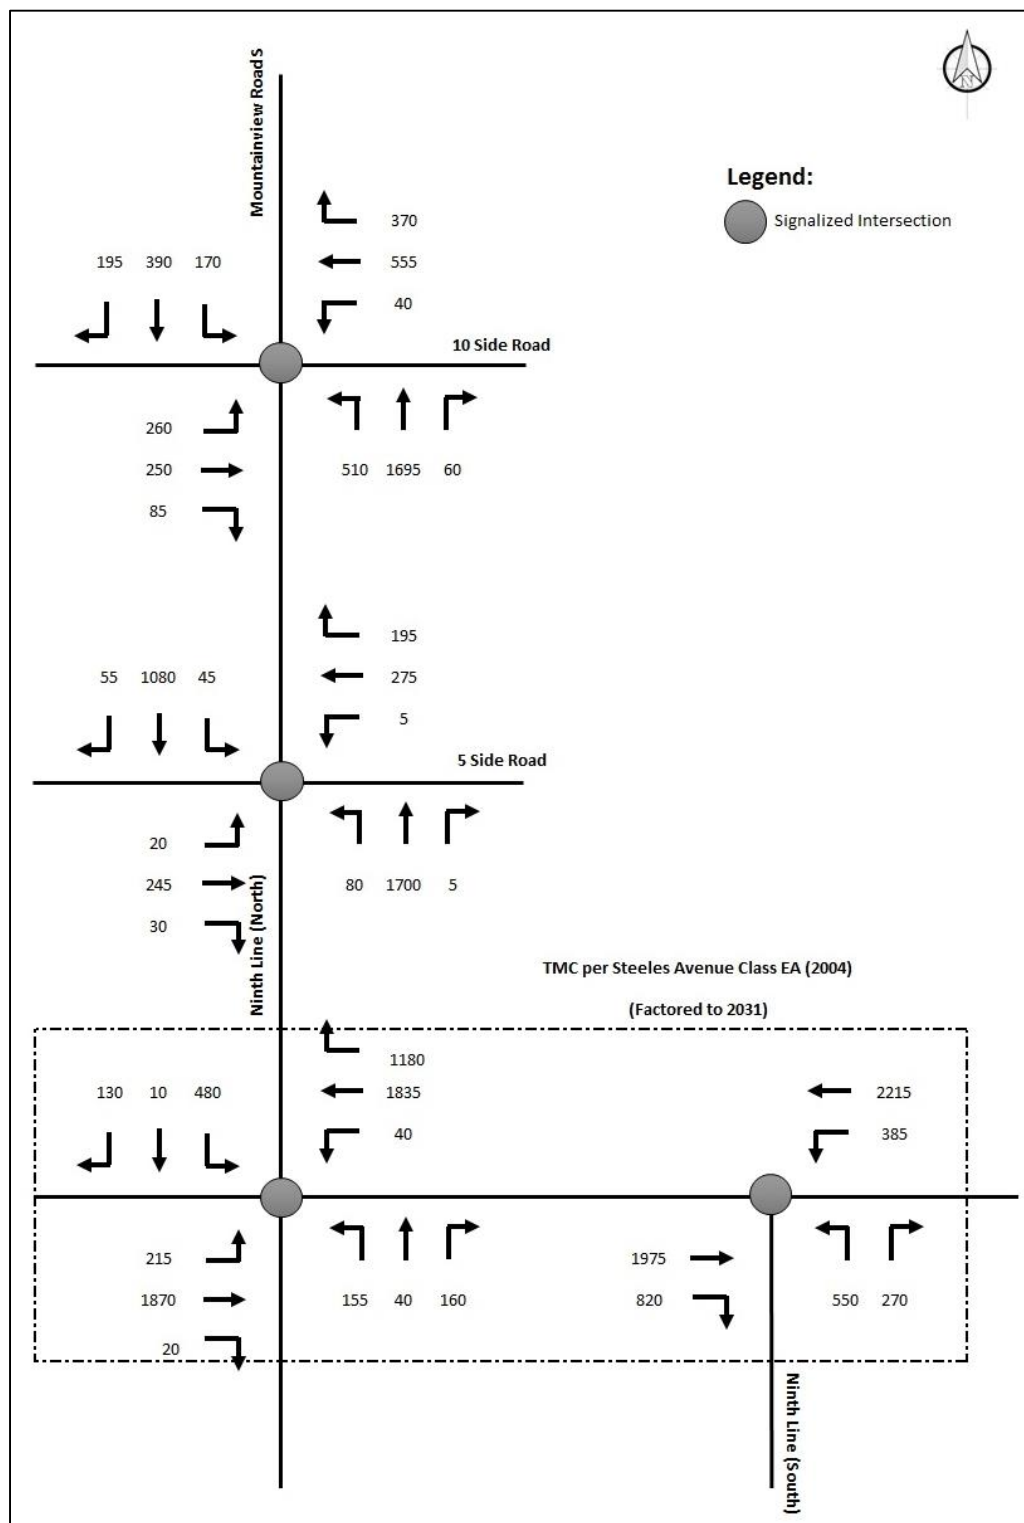 Mountainview Road S
N
Legend:
Signalized Intersection
370
555
40
195 390 170
10 Side Road
260
250
85
510 1695 60
195
275
5
55 1080 45
5 Side Road
20
245
30
80 1700 5
Ninth Line (North)
TMC per Steeles Avenue Class EA (2004)
(Factored to 2031)
1180
1835
40
130 10 480
2215
385
215
1870
20
155 40 160
1975
820
550 270
Ninth Line (South)